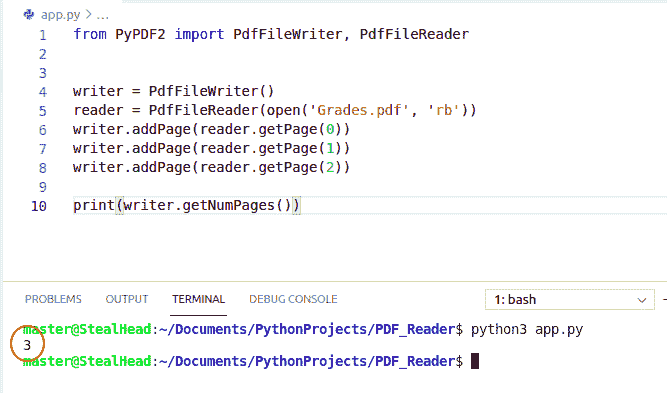 app.py > ...
1 from PyPDF2 import PdfFileWriter, PdfFileReader
2
3
4 writer = PdfFileWriter()
5 reader = PdfFileReader(open('Grades.pdf', 'rb'))
6 writer.addPage(reader.getPage(0))
7 writer.addPage(reader.getPage(1))
8 writer.addPage(reader.getPage(2))
9
10 print(writer.getNumPages())
PROBLEMS OUTPUT TERMINAL DEBUG CONSOLE 1: bash
master@StealHead:~/Documents/PythonProjects/PDF_Reader$ python3 app.py
3
master@StealHead:~/Documents/PythonProjects/PDF_Reader$